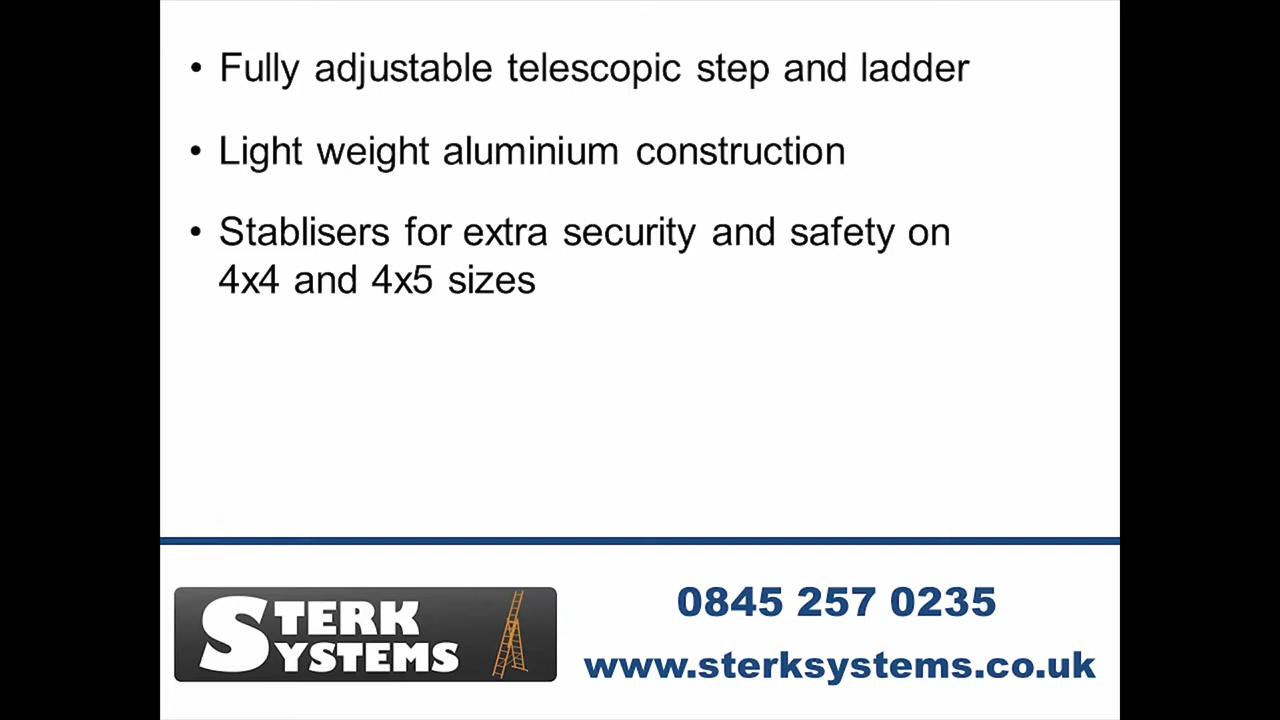 • Fully adjustable telescopic step and ladder
• Light weight aluminium construction
• Stablisers for extra security and safety on
4x4 and 4x5 sizes
STERK
SYSTEMS
0845 257 0235
www.sterksystems.co.uk